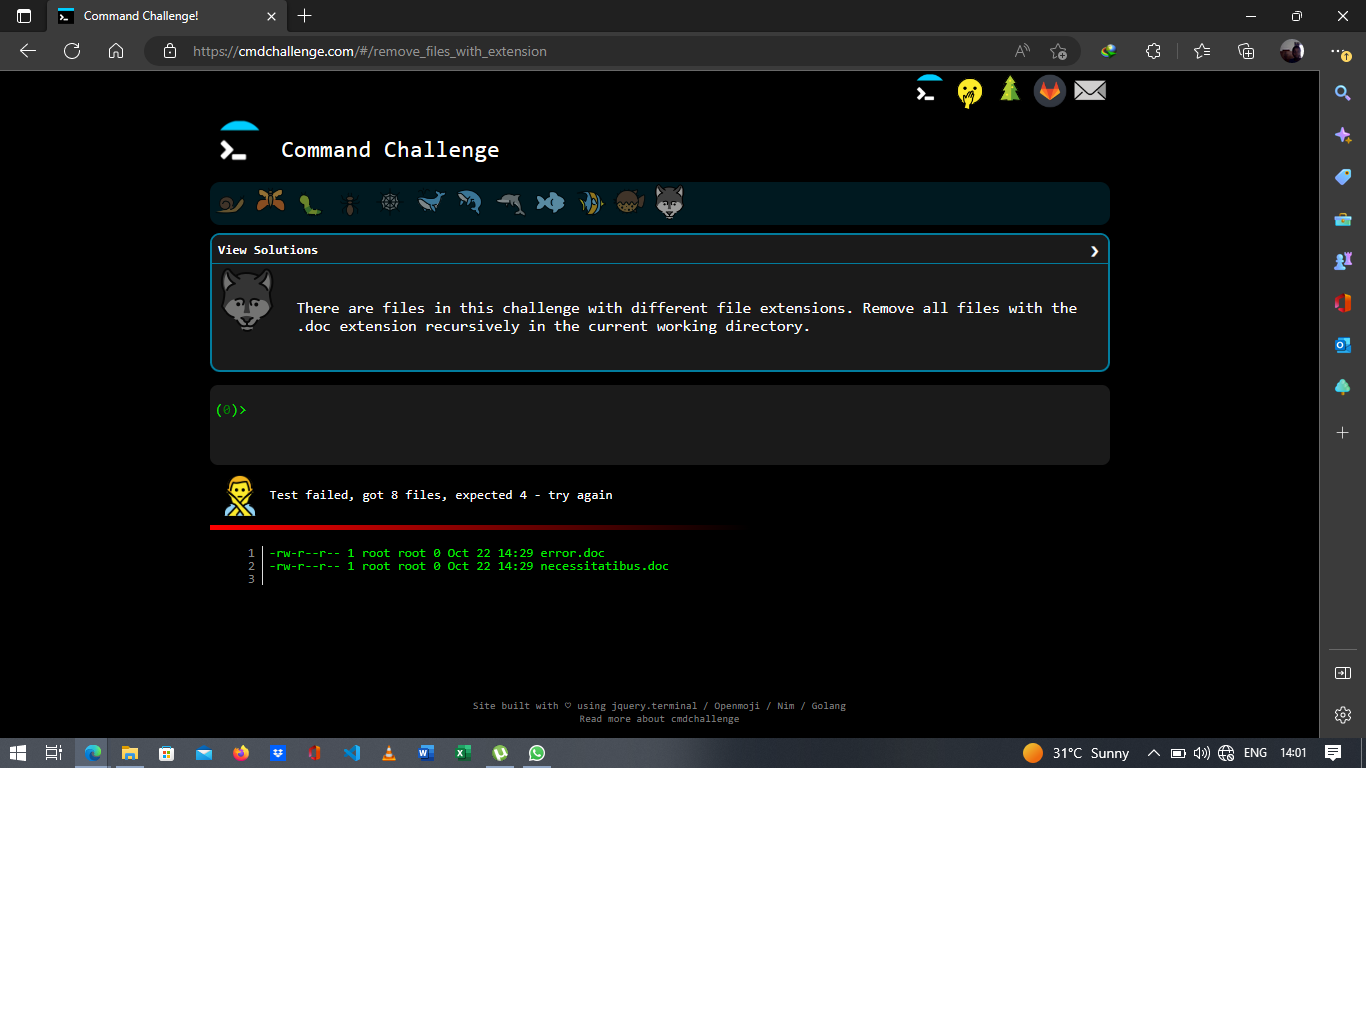 Command Challenge!
https://cmdchallenge.com/#/remove_files_with_extension
Command Challenge
View Solutions
There are files in this challenge with different file extensions. Remove all files with the
.doc extension recursively in the current working directory.
(0)>
Test failed, got 8 files, expected 4 - try again
1 -rw-r--r-- 1 root root 0 Oct 22 14:29 error.doc
2 -rw-r--r-- 1 root root 0 Oct 22 14:29 necessitatibus.doc
3
Site built with ♡ using jquery.terminal / Openmoji / Nim / Golang
Read more about cmdchallenge
31°C Sunny ENG 14:01